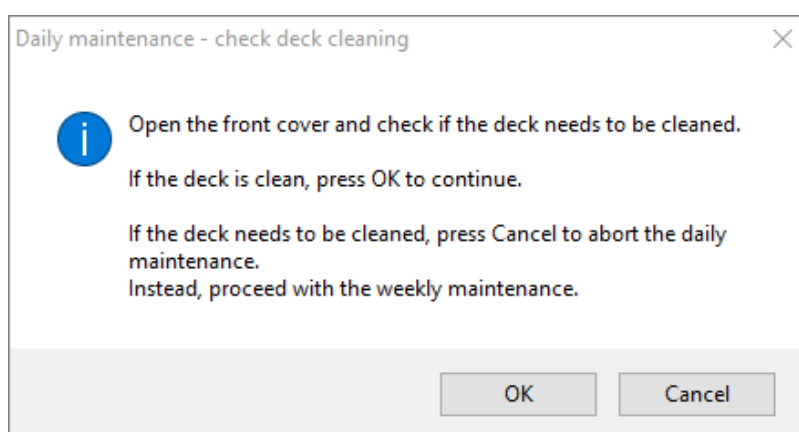 Daily maintenance - check deck cleaning
Open the front cover and check if the deck needs to be cleaned.
If the deck is clean, press OK to continue.
If the deck needs to be cleaned, press Cancel to abort the daily
maintenance.
Instead, proceed with the weekly maintenance.
OK
Cancel